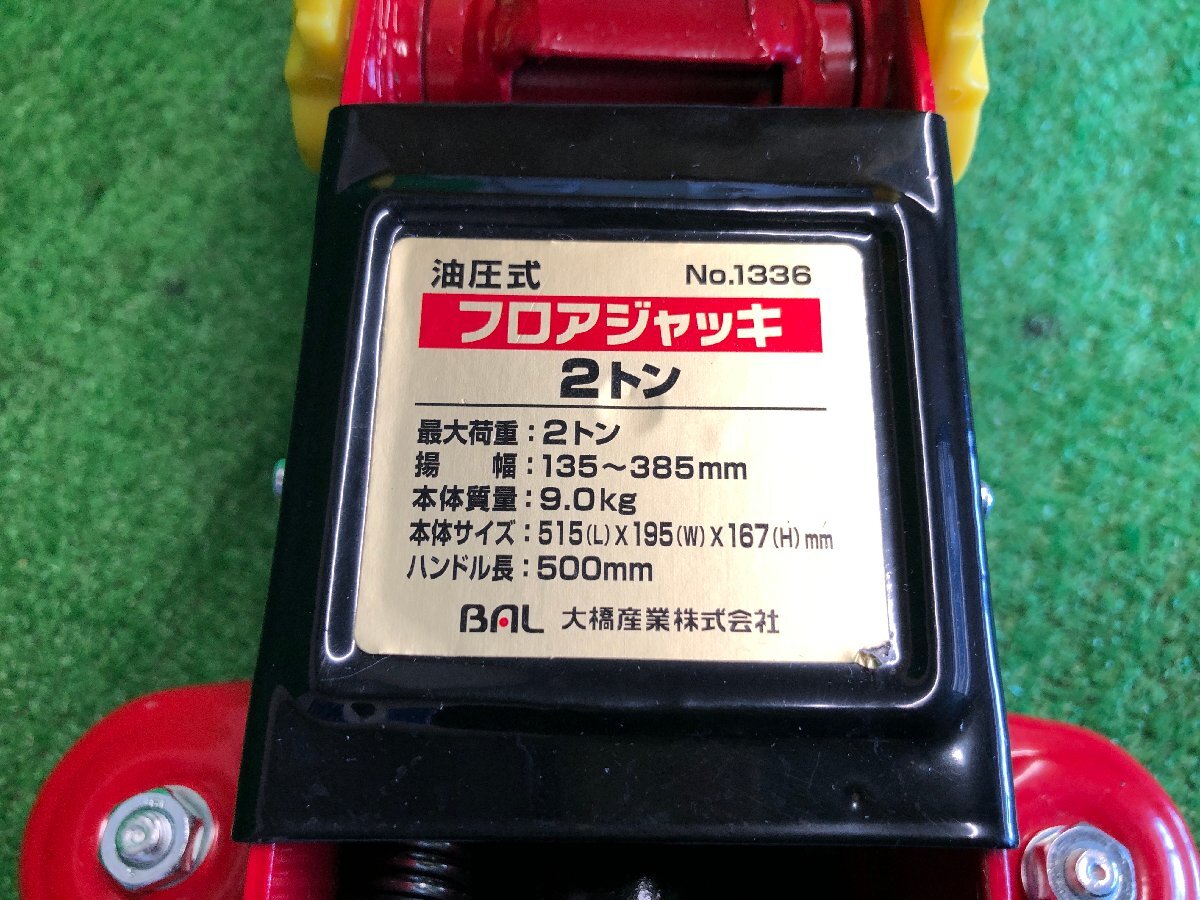 油圧式 No.1336
フロアジャッキ
2トン
最大荷重:2トン
揚 幅:135～385mm
本体質量:9.0kg
本体サイズ:515(L)X195(W)X167(H)mm
ハンドル長:500mm
BAL 大橋産業株式会社